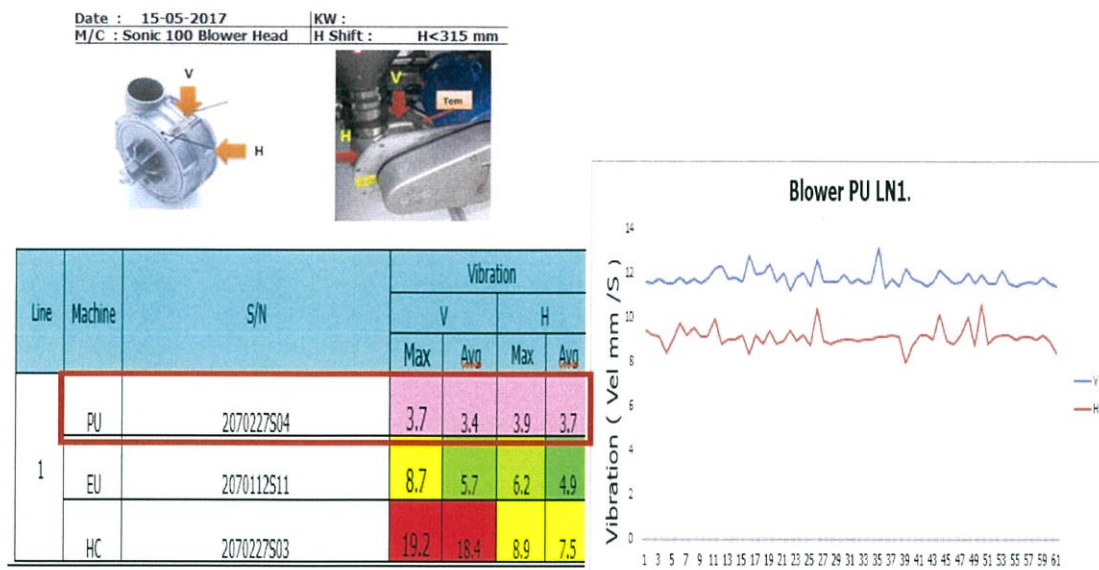 Date : 15-05-2017 KW :
M/C : Sonic 100 Blower Head H Shift : H<315 mm
V
H
V
Tem
H
Line Machine S/N Vibration
V H
Max Avg Max Avg
1
PU 2070227S04 3.7 3.4 3.9 3.7
EU 2070112S11 8.7 5.7 6.2 4.9
HC 2070227S03 19.2 18.4 8.9 7.5
Blower PU LN1.
Vibration ( Vel mm /S )
14
12
10
8
6
4
2
0
1 3 5 7 9 11 13 15 17 19 21 23 25 27 29 31 33 35 37 39 41 43 45 47 49 51 53 55 57 59 61
V
H